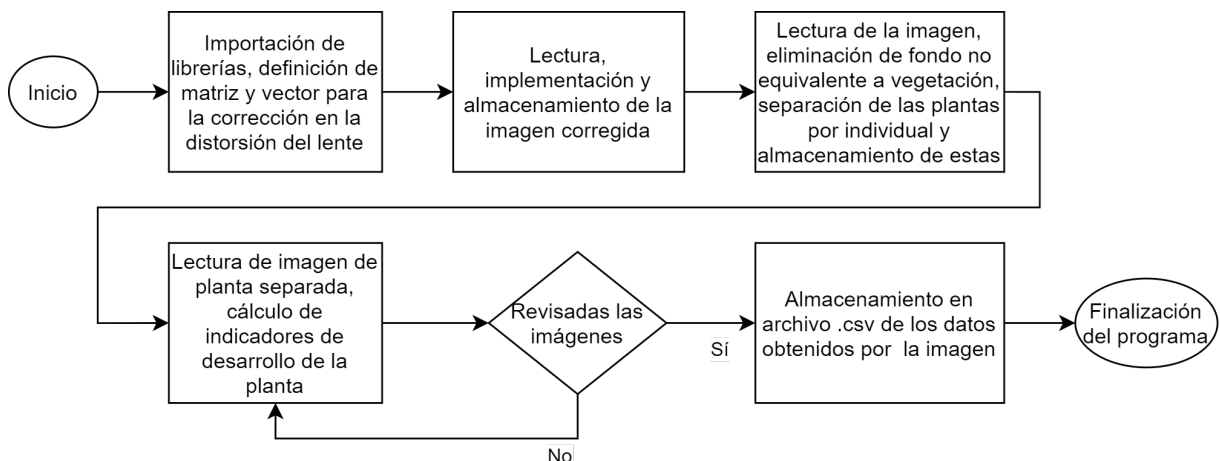 Inicio
Importación de
librerías, definición de
matriz y vector para
la corrección en la
distorsión del lente
Lectura,
implementación y
almacenamiento de la
imagen corregida
Lectura de la imagen,
eliminación de fondo no
equivalente a vegetación,
separación de las plantas
por individual y
almacenamiento de estas
Lectura de imagen de
planta separada,
cálculo de
indicadores de
desarrollo de la
planta
Revisadas las
imágenes
Sí
No
Almacenamiento en
archivo .csv de los datos
obtenidos por la imagen
Finalización
del programa